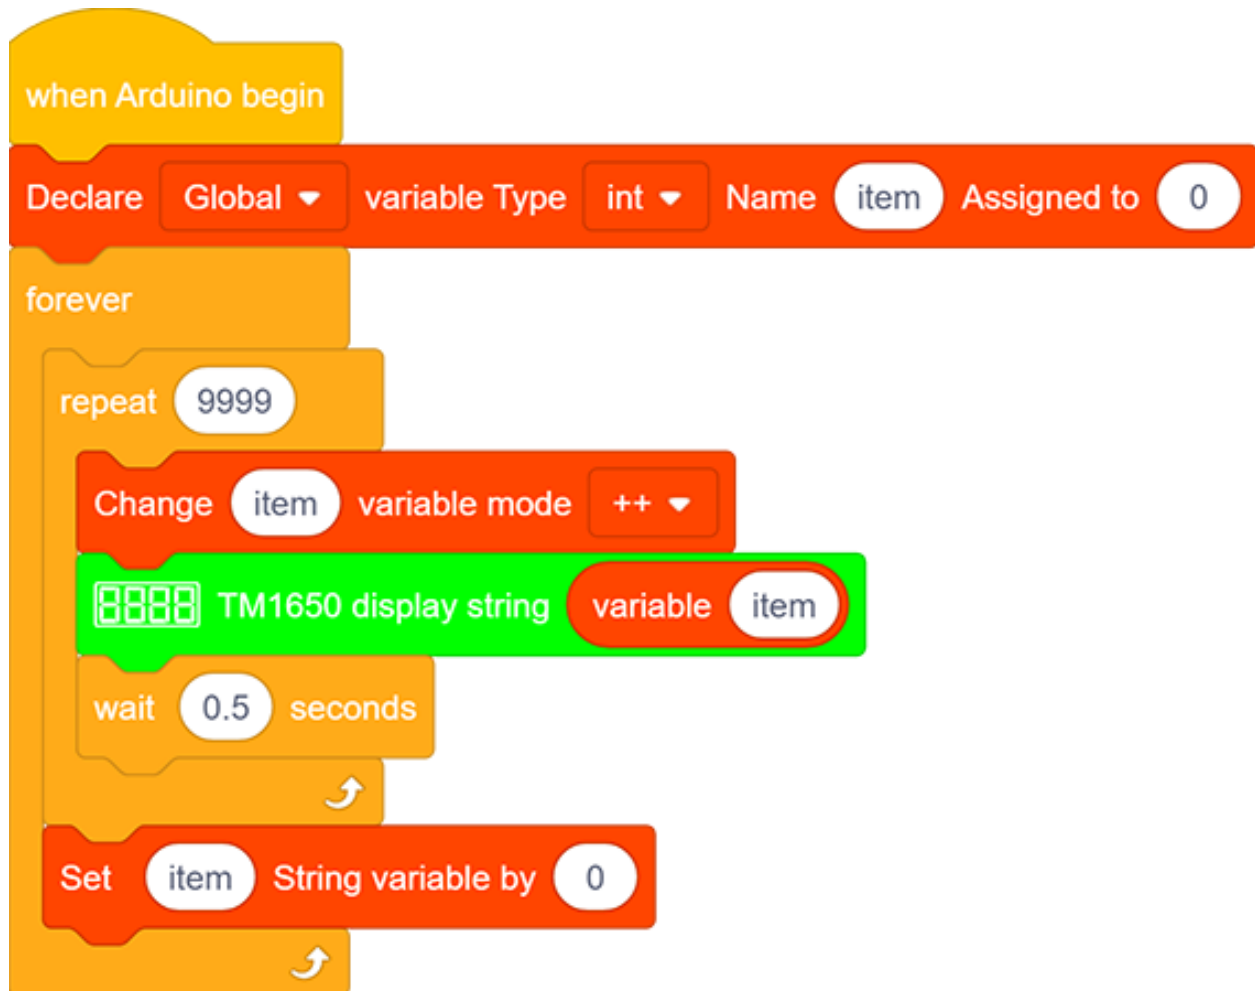 when Arduino begin
Declare Global variable Type int Name item Assigned to 0
forever
repeat 9999
Change item variable mode ++
8888 TM1650 display string variable item
wait 0.5 seconds
Set item String variable by 0